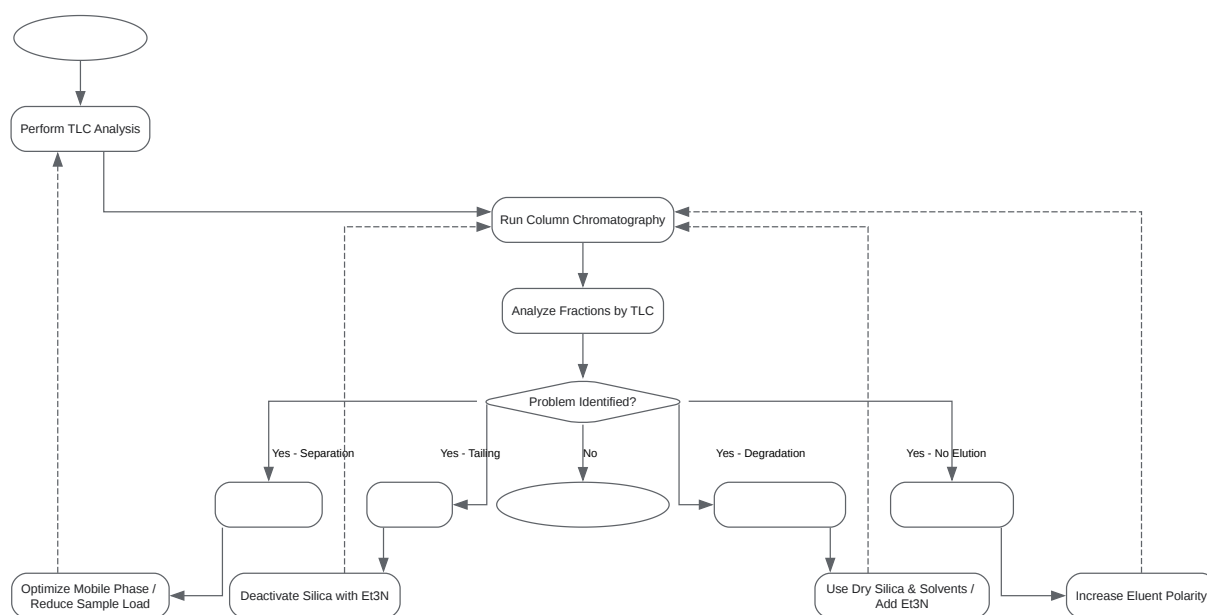 Perform TLC Analysis
Run Column Chromatography
Analyze Fractions by TLC
Problem Identified?
Yes - Separation
Yes - Tailing
No
Yes - Degradation
Yes - No Elution
Optimize Mobile Phase /
Reduce Sample Load
Deactivate Silica with Et3N
Use Dry Silica & Solvents /
Add Et3N
Increase Eluent Polarity